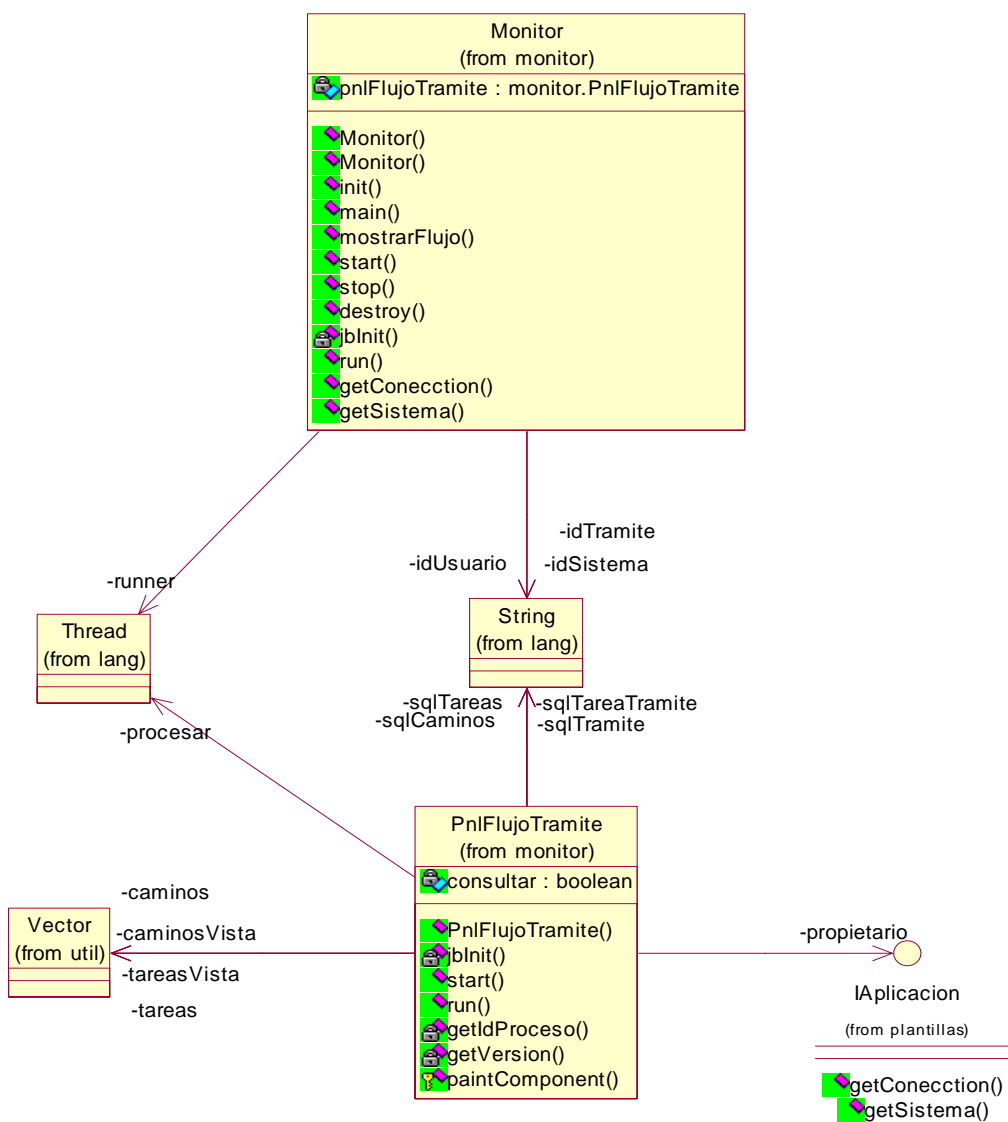 Monitor
(from monitor)
pnlFlujoTramite : monitor.PnlFlujoTramite
Monitor()
Monitor()
init()
main()
mostrarFlujo()
start()
stop()
destroy()
jbInit()
run()
getConecction()
getSistema()
-idTramite
-idUsuario
-idSistema
-runner
Thread
(from lang)
String
(from lang)
-sqlTareas
-sqlTareaTramite
-sqlCaminos
-sqlTramite
-procesar
PnlFlujoTramite
(from monitor)
consultar : boolean
PnlFlujoTramite()
jbInit()
start()
run()
getIdProceso()
getVersion()
paintComponent()
-caminos
Vector
(from util)
-caminosVista
-tareasVista
-tareas
-propietario
IAplicacion
(from plantillas)
getConecction()
getSistema()